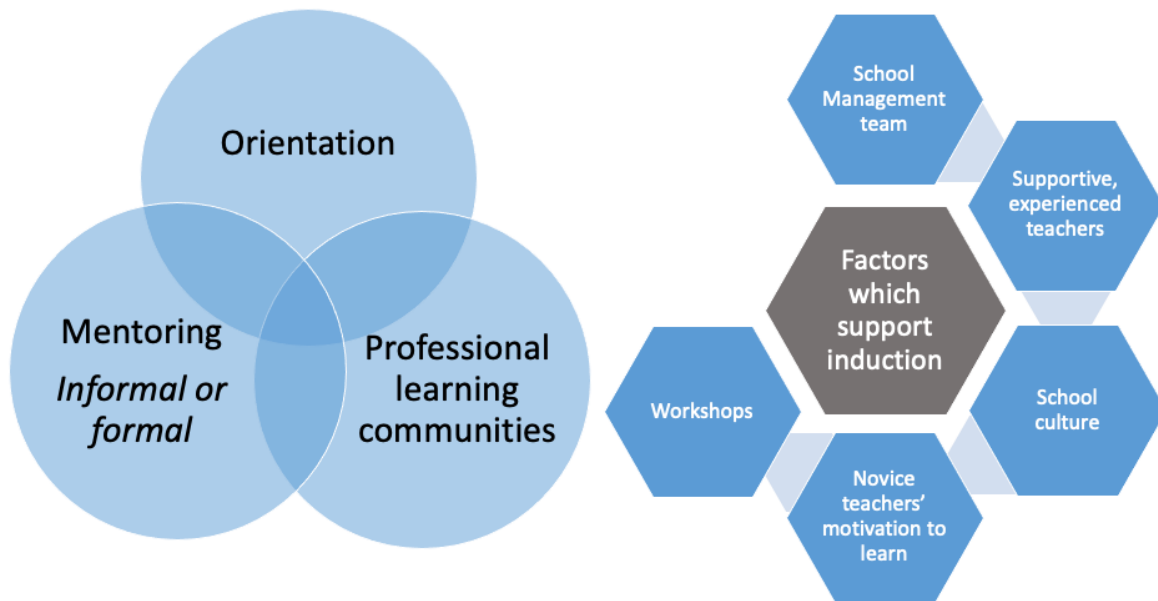 Orientation
Mentoring
Informal or
formal
Professional
learning
communities
School
Management
team
Supportive,
experienced
teachers
Factors
which
support
induction
School
culture
Workshops
Novice
teachers’
motivation to
learn